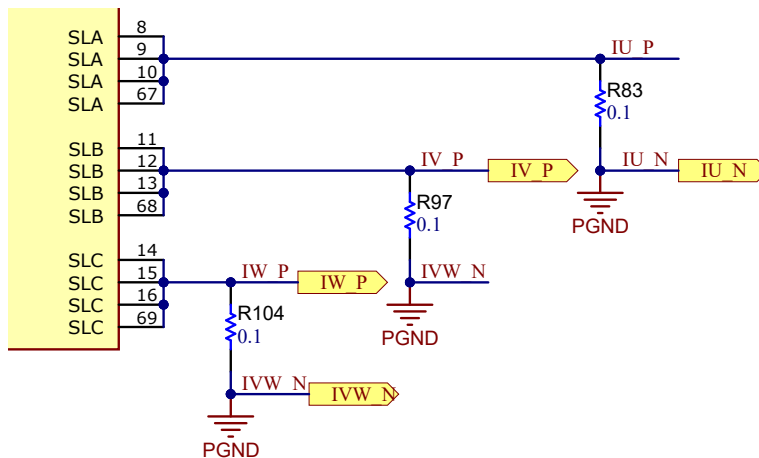 SLA 8
SLA 9
SLA 10
SLA 67
IU_P
R83
0.1
SLB 11
SLB 12
SLB 13
SLB 68
IV_P
IV_P
IU_N
IU_N
PGND
R97
0.1
SLC 14
SLC 15
SLC 16
SLC 69
IW_P
IW_P
IVW_N
R104
0.1
PGND
IVW_N
IVW_N
PGND